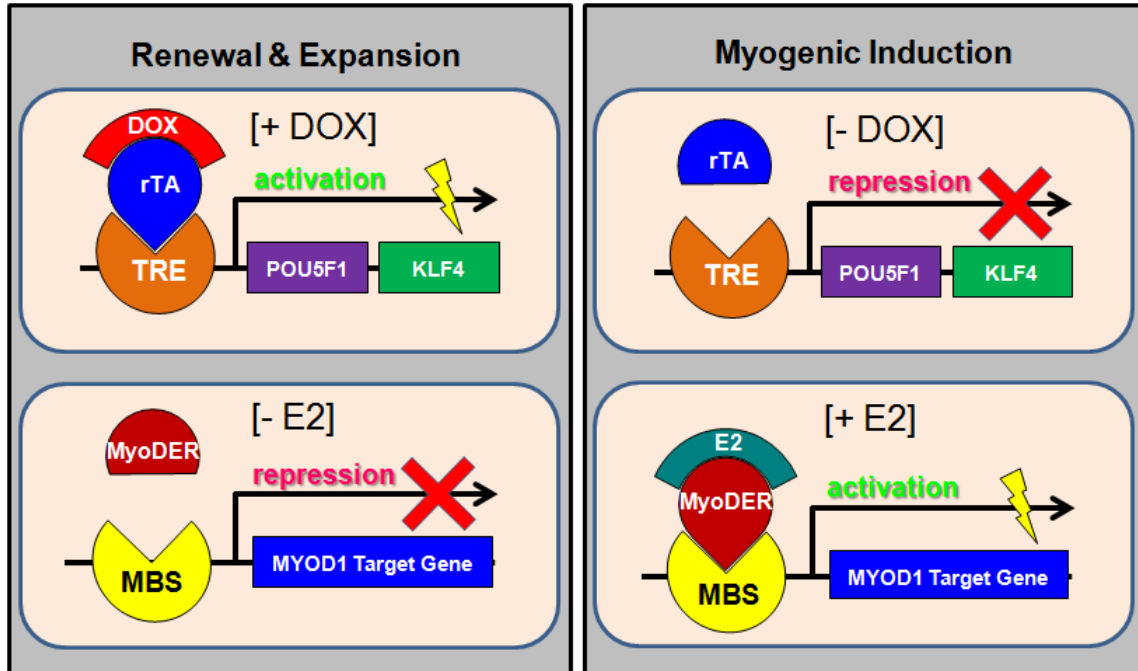 Renewal & Expansion
DOX
[+ DOX]
rTA
activation
TRE
POU5F1
KLF4
[- E2]
MyoDER
repression
MBS
MYOD1 Target Gene
Myogenic Induction
[- DOX]
rTA
repression
TRE
POU5F1
KLF4
[+ E2]
E2
MyoDER
activation
MBS
MYOD1 Target Gene